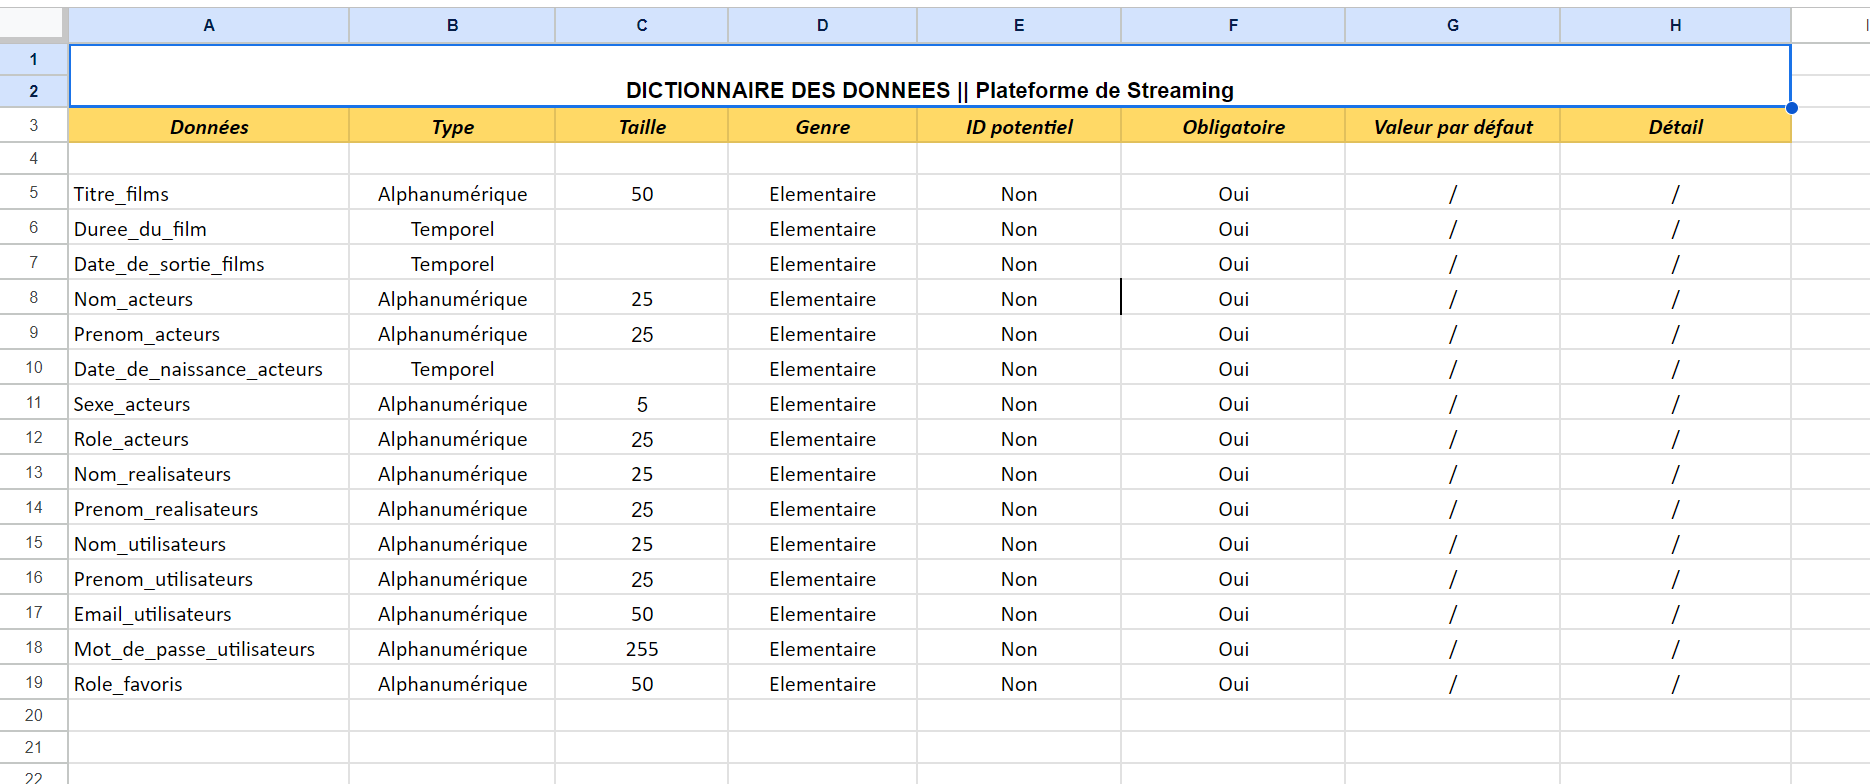 A B C D E F G H I
1
2 DICTIONNAIRE DES DONNEES || Plateforme de Streaming
3 Données Type Taille Genre ID potentiel Obligatoire Valeur par défaut Détail
4
5 Titre_films Alphanumérique 50 Elementaire Non Oui / /
6 Duree_du_film Temporel Elementaire Non Oui / /
7 Date_de_sortie_films Temporel Elementaire Non Oui / /
8 Nom_acteurs Alphanumérique 25 Elementaire Non Oui / /
9 Prenom_acteurs Alphanumérique 25 Elementaire Non Oui / /
10 Date_de_naissance_acteurs Temporel Elementaire Non Oui / /
11 Sexe_acteurs Alphanumérique 5 Elementaire Non Oui / /
12 Role_acteurs Alphanumérique 25 Elementaire Non Oui / /
13 Nom_realisateurs Alphanumérique 25 Elementaire Non Oui / /
14 Prenom_realisateurs Alphanumérique 25 Elementaire Non Oui / /
15 Nom_utilisateurs Alphanumérique 25 Elementaire Non Oui / /
16 Prenom_utilisateurs Alphanumérique 25 Elementaire Non Oui / /
17 Email_utilisateurs Alphanumérique 50 Elementaire Non Oui / /
18 Mot_de_passe_utilisateurs Alphanumérique 255 Elementaire Non Oui / /
19 Role_favoris Alphanumérique 50 Elementaire Non Oui / /
20
21
22